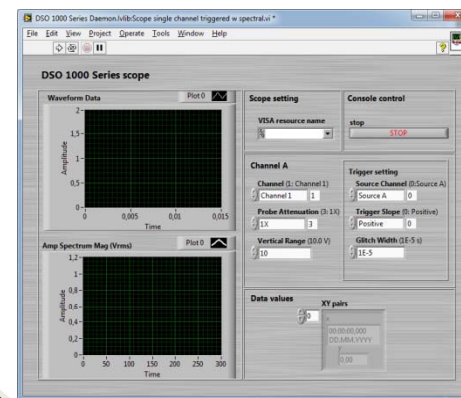 DSO 1000 Series Daemon.lvlib:Scope single channel triggered w spectral.vi *
File Edit View Project Operate Tools Window Help
DSO 1000 Series scope
Waveform Data
Plot 0
2-
1,5-
1-
0,5-
0-
Amplitude
0 0,005 0,01 0,015
Time
Amp Spectrum Mag (Vrms)
Plot 0
1,2-
1-
0,8-
0,6-
0,4-
0,2-
0-
Amplitude
0 50 100 150 200 250 300
Time
Scope setting
VISA resource name
Console control
stop
STOP
Channel A
Channel (1: Channel 1)
Channel 1 1
Probe Attenuation (3: 1X)
1X 3
Vertical Range (10.0 V)
10
Trigger setting
Source Channel (0:Source A)
Source A 0
Trigger Slope (0: Positive)
Positive 0
Glitch Width (1E-5 s)
1E-5
Data values
XY pairs
0
x
00:00:00,000
DD.MM.YYYY
0,00